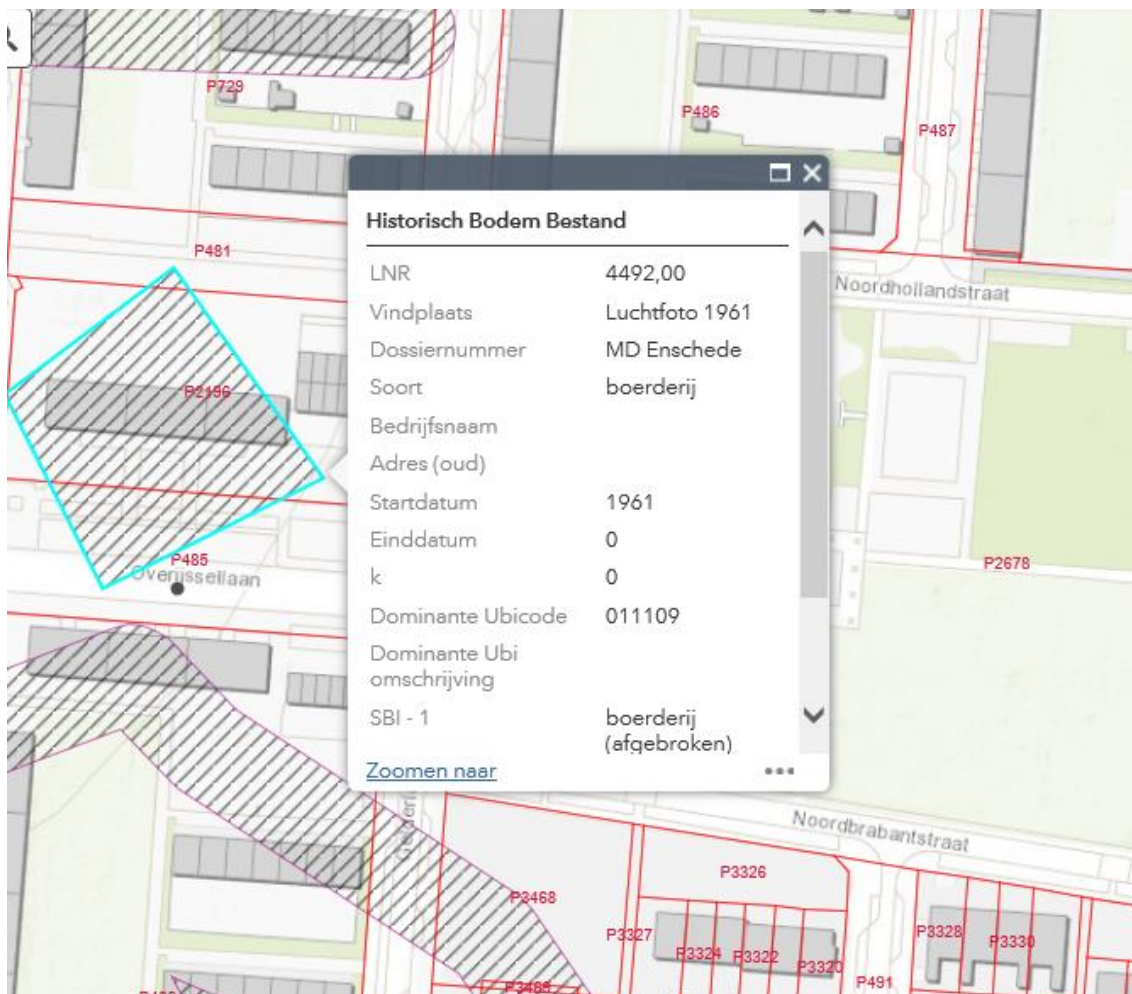 P729
P486
P487
P481
Noordhollandstraat
P2196
P485
Overijssellaan
Historisch Bodem Bestand
LNR 4492,00
Vindplaats Luchtfoto 1961
Dossiernummer MD Enschede
Soort boerderij
Bedrijfsnaam
Adres (oud)
Startdatum 1961
Einddatum 0
k 0
Dominante Ubicode 011109
Dominante Ubi
omschrijving
SBI - 1 boerderij
(afgebroken)
Zoomen naar
P2678
Noordbrabantstraat
P3326
P3468
P3327
P3324
P3322
P3320
P3328
P3330
P491